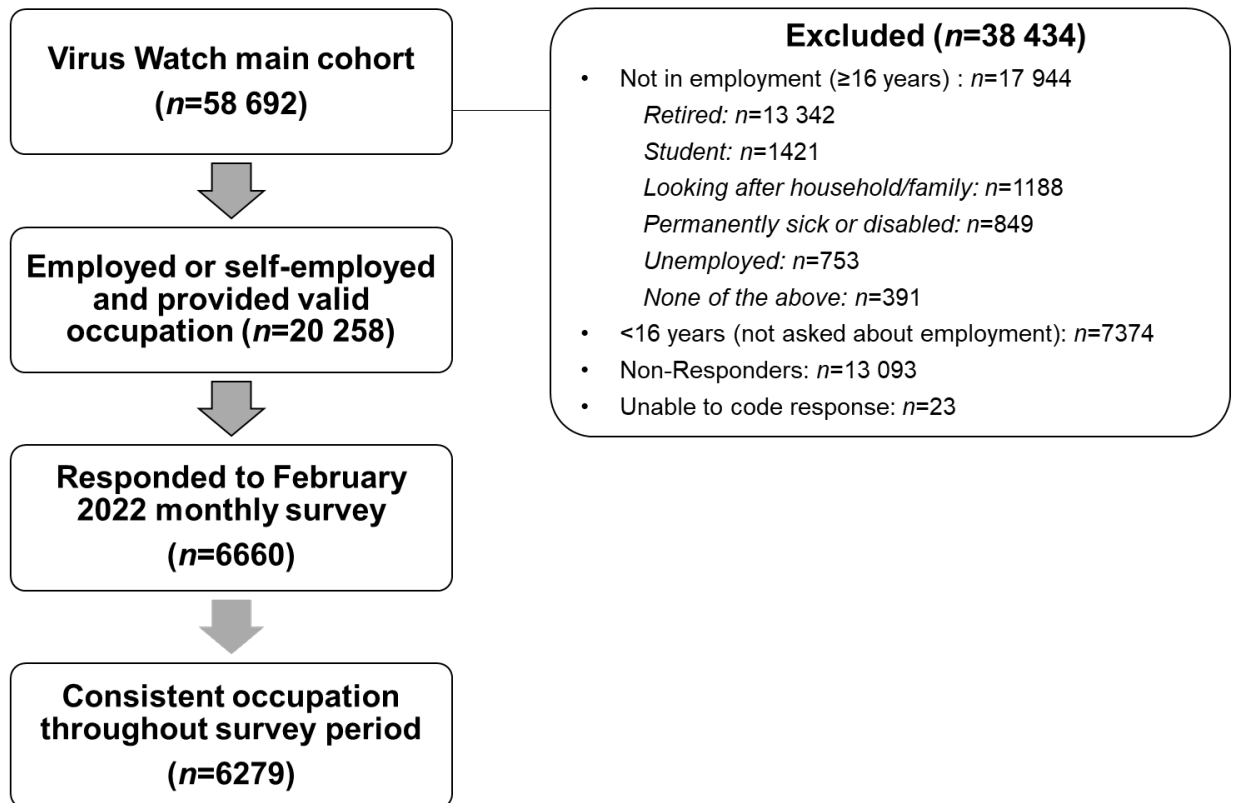 Virus Watch main cohort
(n=58 692)
Excluded (n=38 434)
• Not in employment (≥16 years) : n=17 944
Retired: n=13 342
Student: n=1421
Looking after household/family: n=1188
Permanently sick or disabled: n=849
Unemployed: n=753
None of the above: n=391
• <16 years (not asked about employment): n=7374
• Non-Responders: n=13 093
• Unable to code response: n=23
Employed or self-employed
and provided valid
occupation (n=20 258)
Responded to February
2022 monthly survey
(n=6660)
Consistent occupation
throughout survey period
(n=6279)